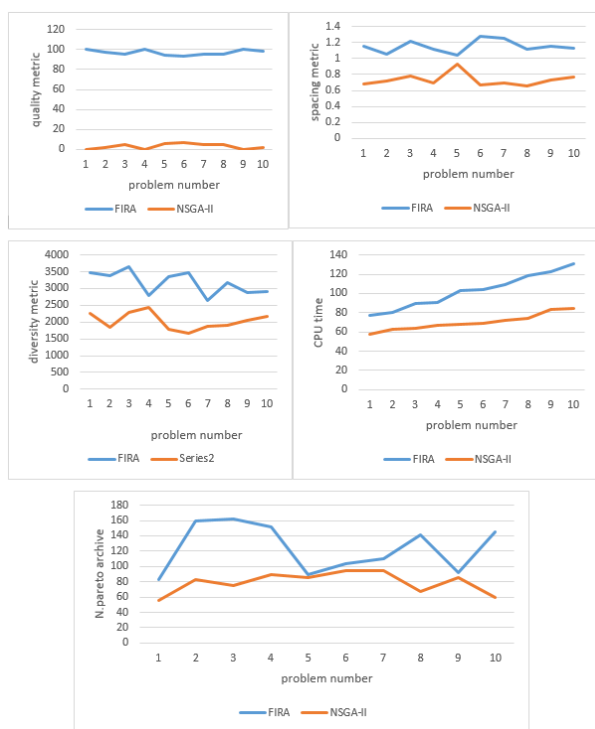 quality metric
120
100
80
60
40
20
0
1 2 3 4 5 6 7 8 9 10
problem number
FIRA NSGA-II
spacing metric
1.4
1.2
1
0.8
0.6
0.4
0.2
0
1 2 3 4 5 6 7 8 9 10
problem number
FIRA NSGA-II
diversity metric
4000
3500
3000
2500
2000
1500
1000
500
0
1 2 3 4 5 6 7 8 9 10
problem number
FIRA Series2
CPU time
140
120
100
80
60
40
20
0
1 2 3 4 5 6 7 8 9 10
problem number
FIRA NSGA-II
N.pareto archive
180
160
140
120
100
80
60
40
20
0
1 2 3 4 5 6 7 8 9 10
problem number
FIRA NSGA-II